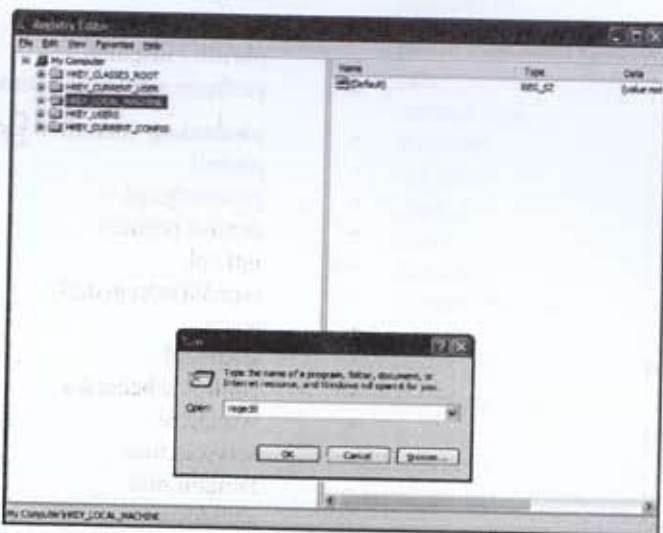 Registry Editor
File Edit View Favorites Help
My Computer
HKEY_CLASSES_ROOT
HKEY_CURRENT_USER
HKEY_LOCAL_MACHINE
HKEY_USERS
HKEY_CURRENT_CONFIG
Name Type Data
(Default) REG_SZ (value not
Run
Type the name of a program, folder, document, or
Internet resource, and Windows will open it for you.
Open: regedit
OK Cancel Browse...
My Computer\HKEY_LOCAL_MACHINE